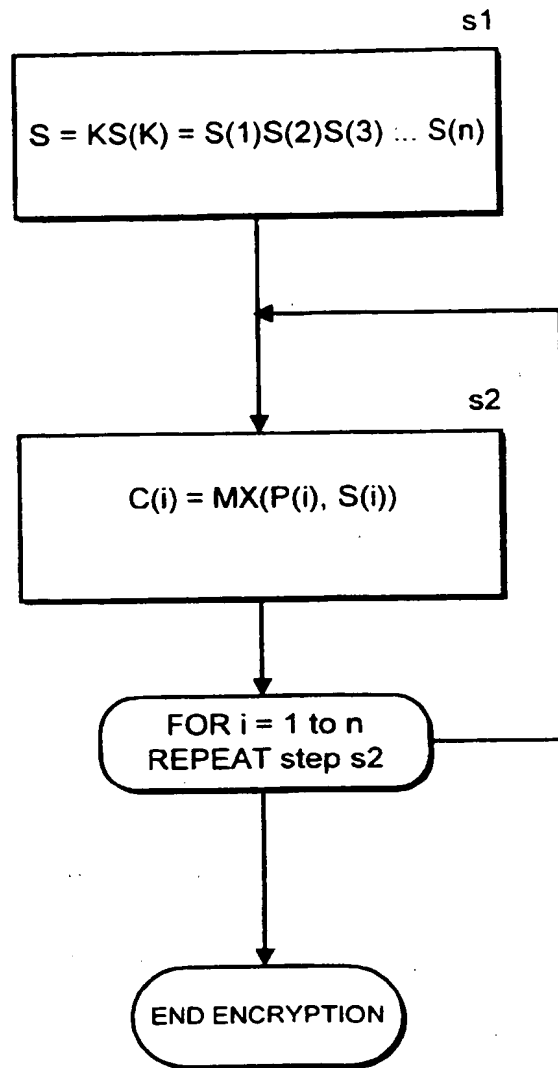 s1
S = KS(K) = S(1)S(2)S(3) ... S(n)
s2
C(i) = MX(P(i), S(i))
FOR i = 1 to n
REPEAT step s2
END ENCRYPTION